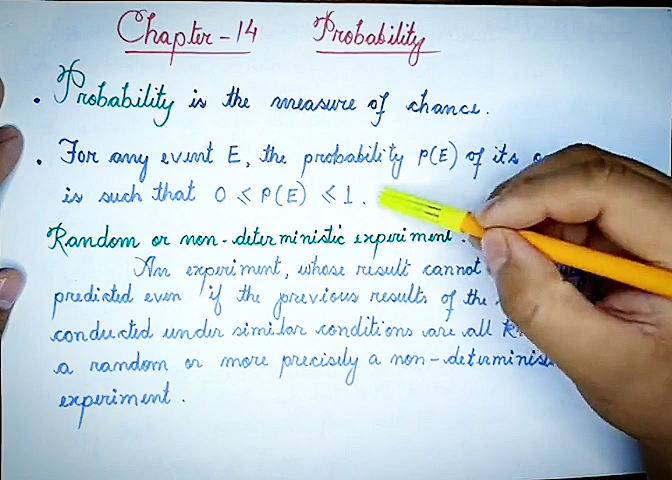 Chapter - 14 Probability
• Probability is the measure of chance.
• For any event E, the probability P(E) of its
is such that 0 ≤ P(E) ≤ 1.
Random or non-deterministic experiment:
An experiment, whose result cannot
predicted even if the previous results of the
conducted under similar conditions are all
a random or more precisely a non-
experiment.